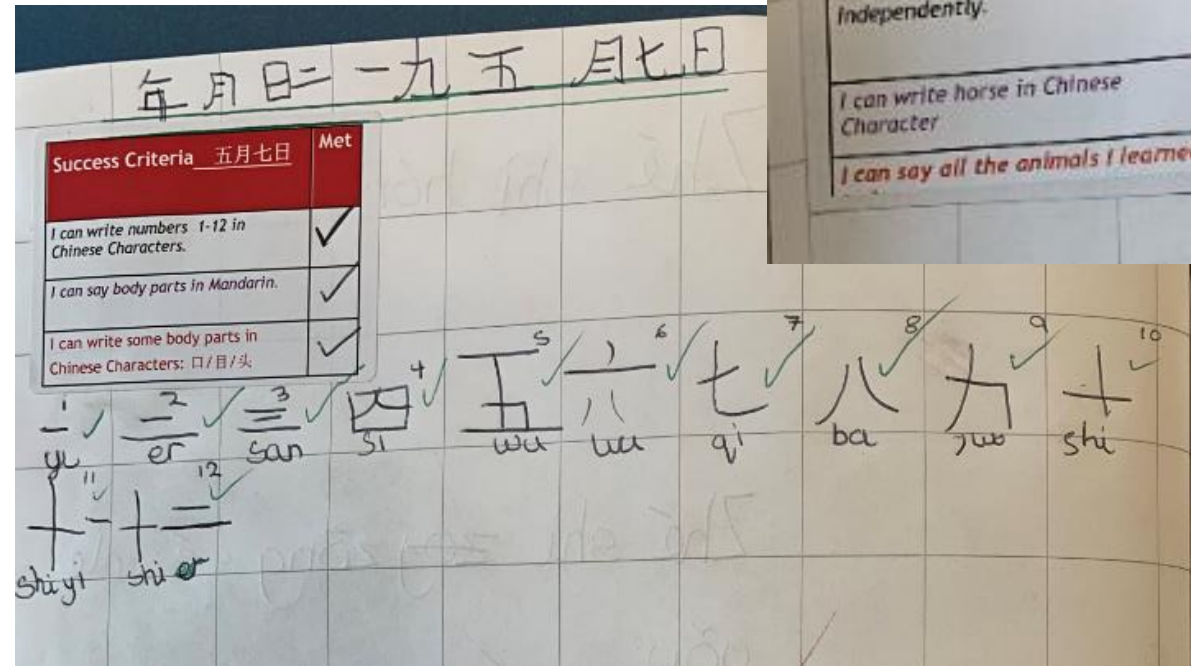 年月日二一九五月七日
Success Criteria 五月七日 Met
I can write numbers 1-12 in
Chinese Characters.
I can say body parts in Mandarin.
I can write some body parts in
Chinese Characters: 口/目/头
independently.
I can write horse in Chinese
Character
I can say all the animals I learne
1 2 3 4 5 6 7 8 9 10
一 二 三 四 五 六 七 八 九 十
yi er san si wu liu qi ba jiu shi
11 12
十一 十二
shi yi shi er